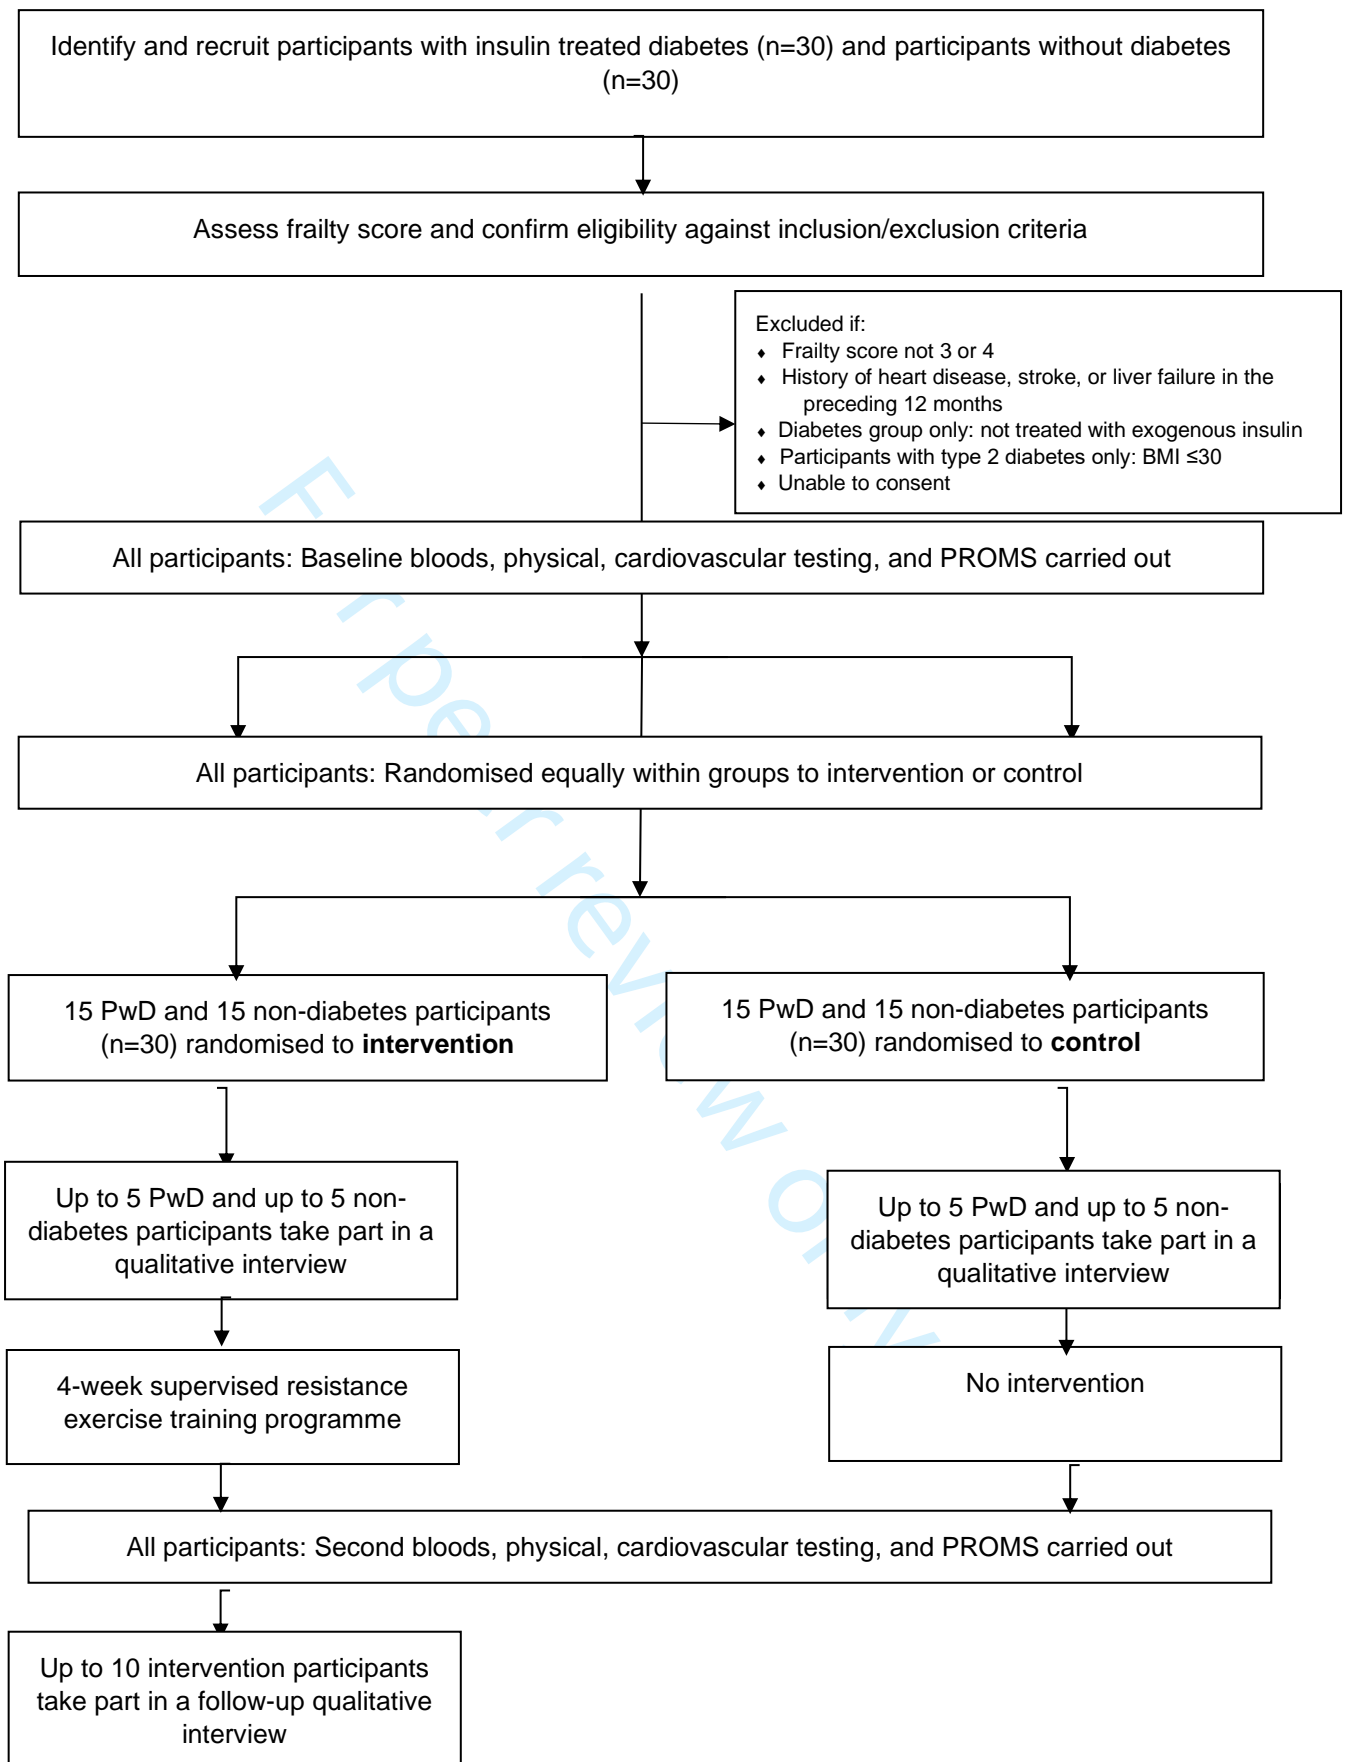 Identify and recruit participants with insulin treated diabetes (n=30) and participants without diabetes
(n=30)
Assess frailty score and confirm eligibility against inclusion/exclusion criteria
Excluded if:
⬧ Frailty score not 3 or 4
⬧ History of heart disease, stroke, or liver failure in the
preceding 12 months
⬧ Diabetes group only: not treated with exogenous insulin
⬧ Participants with type 2 diabetes only: BMI ≤30
⬧ Unable to consent
All participants: Baseline bloods, physical, cardiovascular testing, and PROMS carried out
All participants: Randomised equally within groups to intervention or control
15 PwD and 15 non-diabetes participants
(n=30) randomised to intervention
15 PwD and 15 non-diabetes participants
(n=30) randomised to control
Up to 5 PwD and up to 5 non-
diabetes participants take part in a
qualitative interview
Up to 5 PwD and up to 5 non-
diabetes participants take part in a
qualitative interview
4-week supervised resistance
exercise training programme
No intervention
All participants: Second bloods, physical, cardiovascular testing, and PROMS carried out
Up to 10 intervention participants
take part in a follow-up qualitative
interview